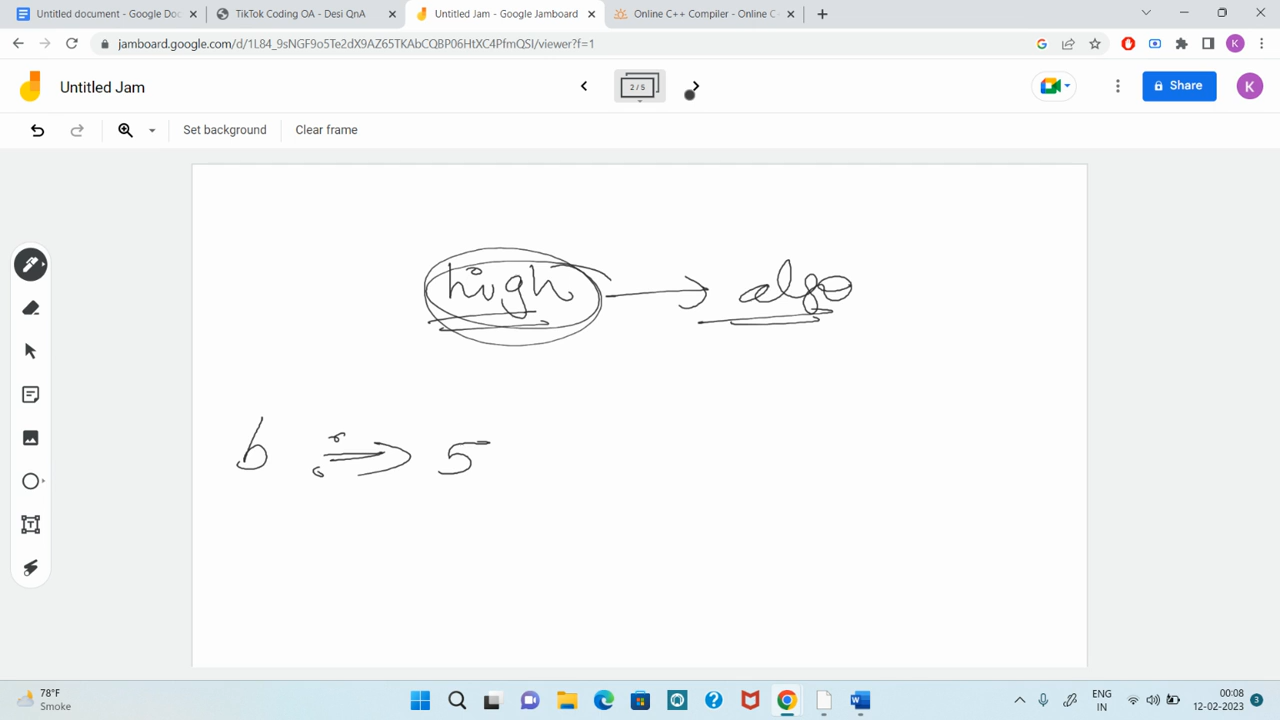 Untitled document - Google Doc
TikTok Coding OA - Desi QnA
Untitled Jam - Google Jamboard
Online C++ Compiler - Online C
jamboard.google.com/d/1L84_9sNGF9o5Te2dX9AZ65TKAbCQBP06HtXC4PfmQSI/viewer?f=1
K
Untitled Jam
2/5
Share
K
Set background
Clear frame
high → algo
b ⇒ 5
78°F
Smoke
W
ENG
IN
00:08
12-02-2023
3